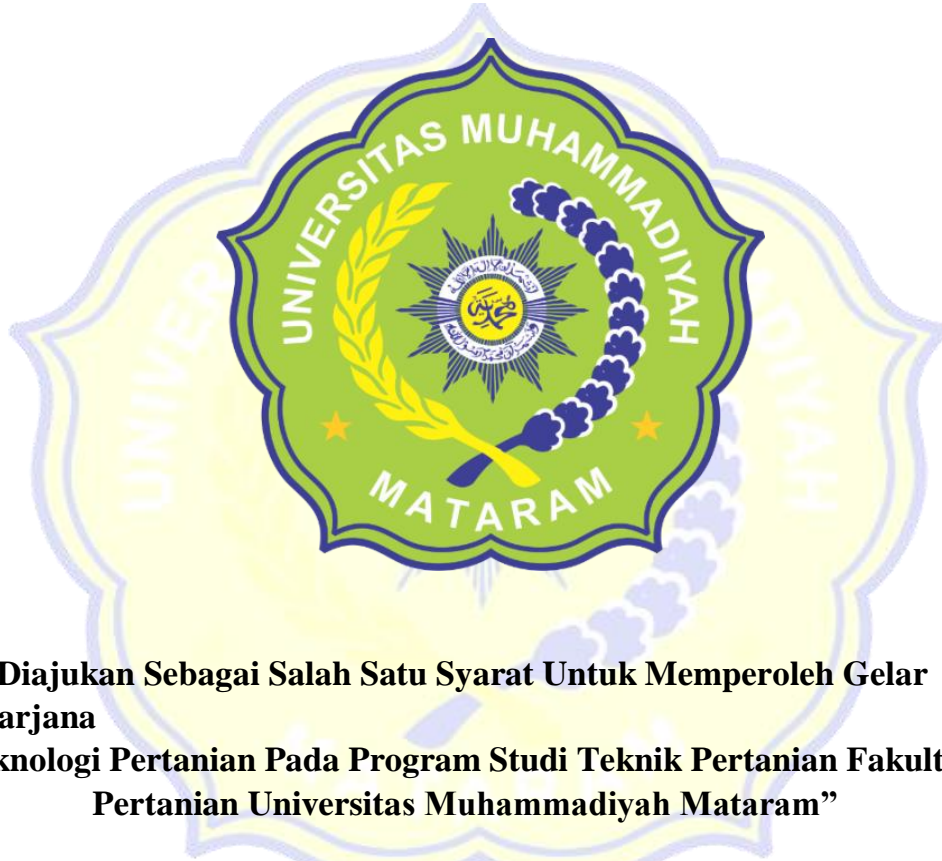 UNIVERSITAS MUHAMMADIYAH
MATARAM
Diajukan Sebagai Salah Satu Syarat Untuk Memperoleh Gelar
arjana
knologi Pertanian Pada Program Studi Teknik Pertanian Fakult
Pertanian Universitas Muhammadiyah Mataram”